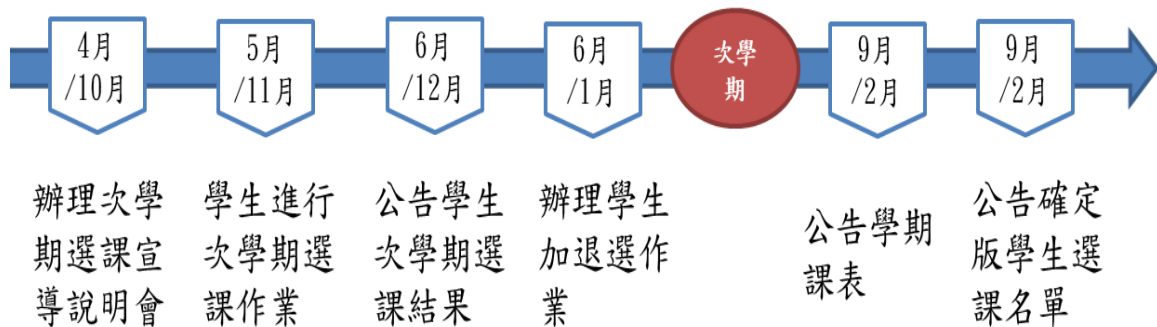 4月
/10月
5月
/11月
6月
/12月
6月
/1月
次學
期
9月
/2月
9月
/2月
辦理次學
期選課宣
導說明會
學生進行
次學期選
課作業
公告學生
次學期選
課結果
辦理學生
加退選作
業
公告學期
課表
公告確定
版學生選
課名單